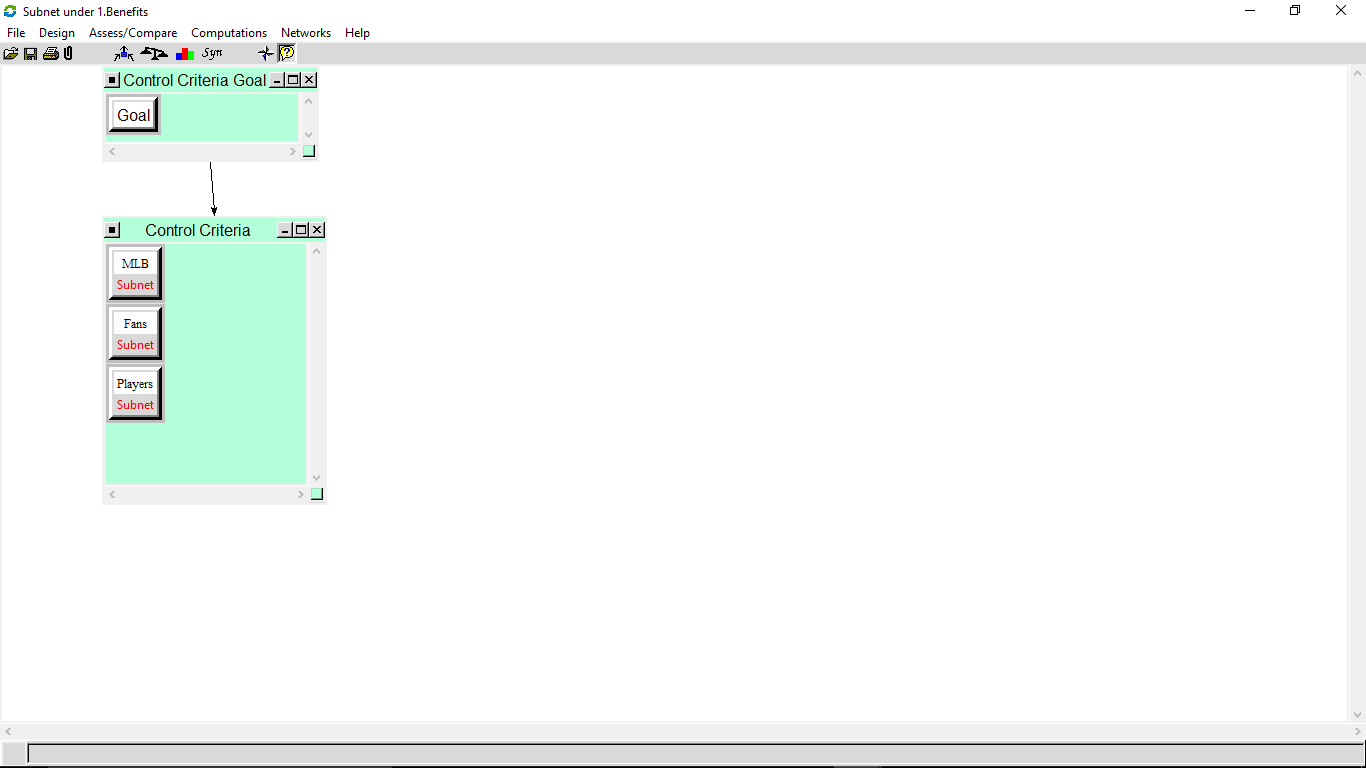 Subnet under 1.Benefits
File Design Assess/Compare Computations Networks Help
Syn
Control Criteria Goal
Goal
Control Criteria
MLB
Subnet
Fans
Subnet
Players
Subnet